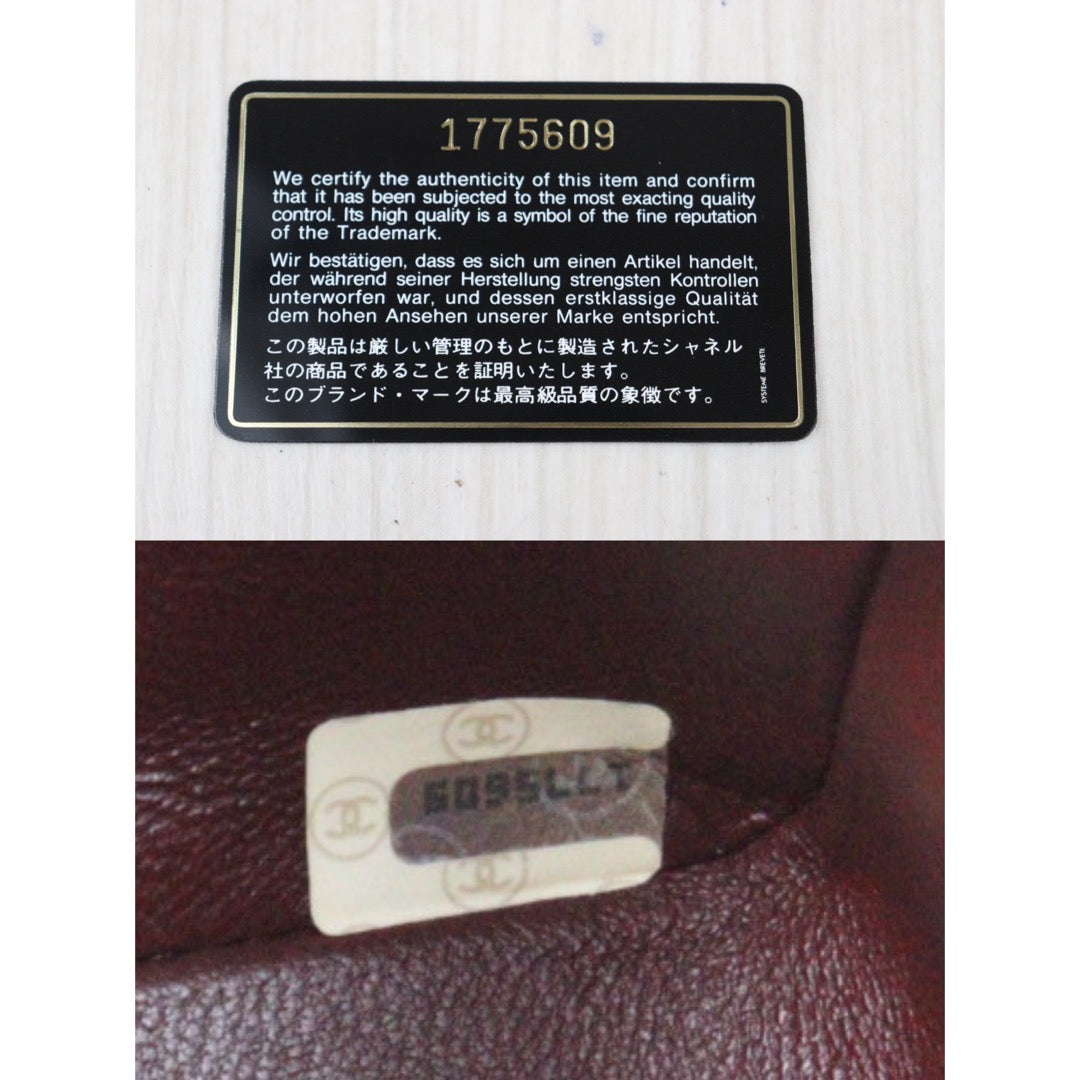 1775609
We certify the authenticity of this item and confirm
that it has been subjected to the most exacting quality
control. Its high quality is a symbol of the fine reputation
of the Trademark.
Wir bestätigen, dass es sich um einen Artikel handelt,
der während seiner Herstellung strengsten Kontrollen
unterworfen war, und dessen erstklassige Qualität
dem hohen Ansehen unserer Marke entspricht.
この製品は厳しい管理のもとに製造されたシャネル
社の商品であることを証明いたします。
このブランド・マークは最高級品質の象徴です。
SYSTEME BREVETE
1775609